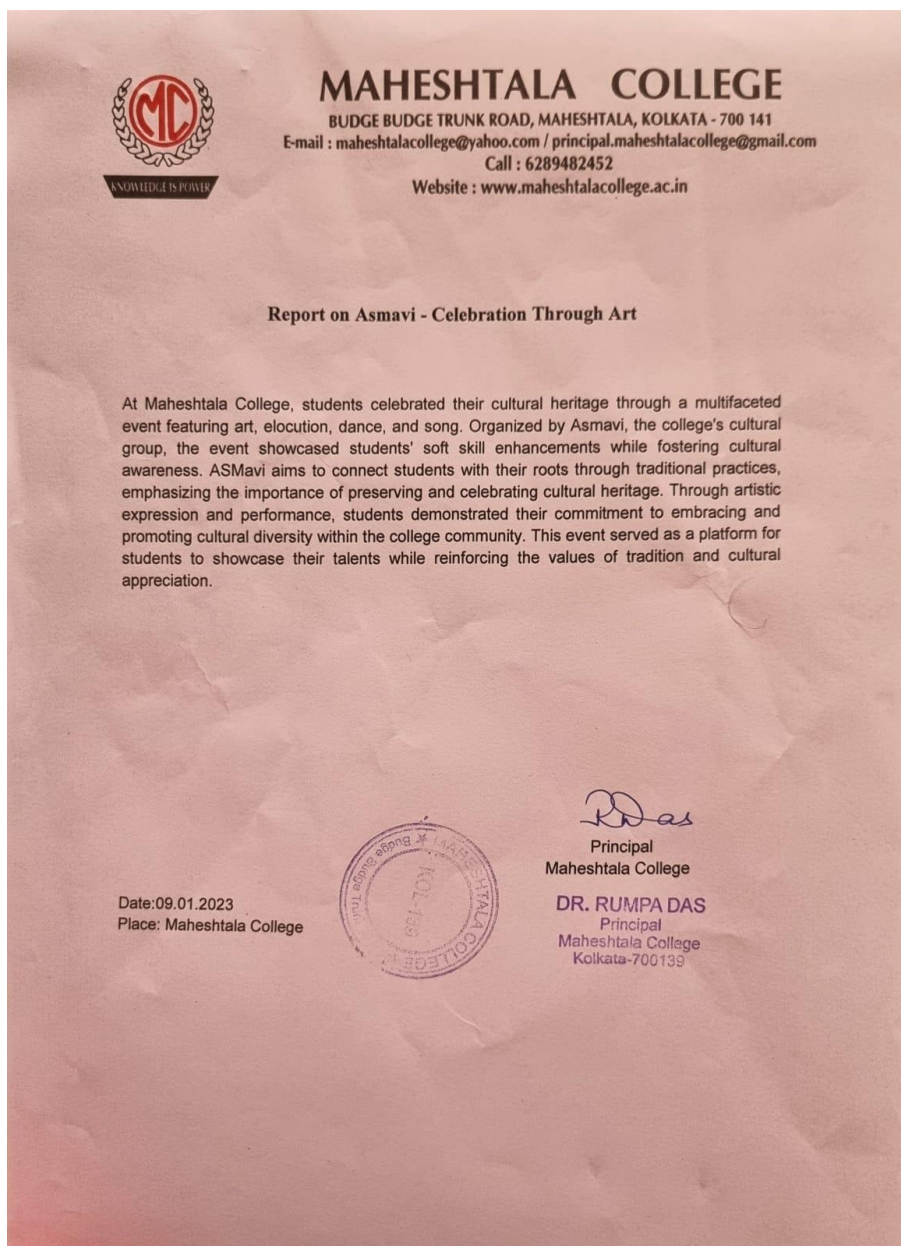 MC
KNOWLEDGE IS POWER
MAHESHTALA COLLEGE
BUDGE BUDGE TRUNK ROAD, MAHESHTALA, KOLKATA - 700 141
E-mail : maheshtalacollege@yahoo.com / principal.maheshtalacollege@gmail.com
Call : 6289482452
Website : www.maheshtalacollege.ac.in
Report on Asmavi - Celebration Through Art
At Maheshtala College, students celebrated their cultural heritage through a multifaceted
event featuring art, elocution, dance, and song. Organized by Asmavi, the college's cultural
group, the event showcased students' soft skill enhancements while fostering cultural
awareness. ASMavi aims to connect students with their roots through traditional practices,
emphasizing the importance of preserving and celebrating cultural heritage. Through artistic
expression and performance, students demonstrated their commitment to embracing and
promoting cultural diversity within the college community. This event served as a platform for
students to showcase their talents while reinforcing the values of tradition and cultural
appreciation.
RDas
Principal
Maheshtala College
DR. RUMPA DAS
Principal
Maheshtala College
Kolkata-700139
Date:09.01.2023
Place: Maheshtala College
MAHESHTALA COLLEGE
Budge Budge